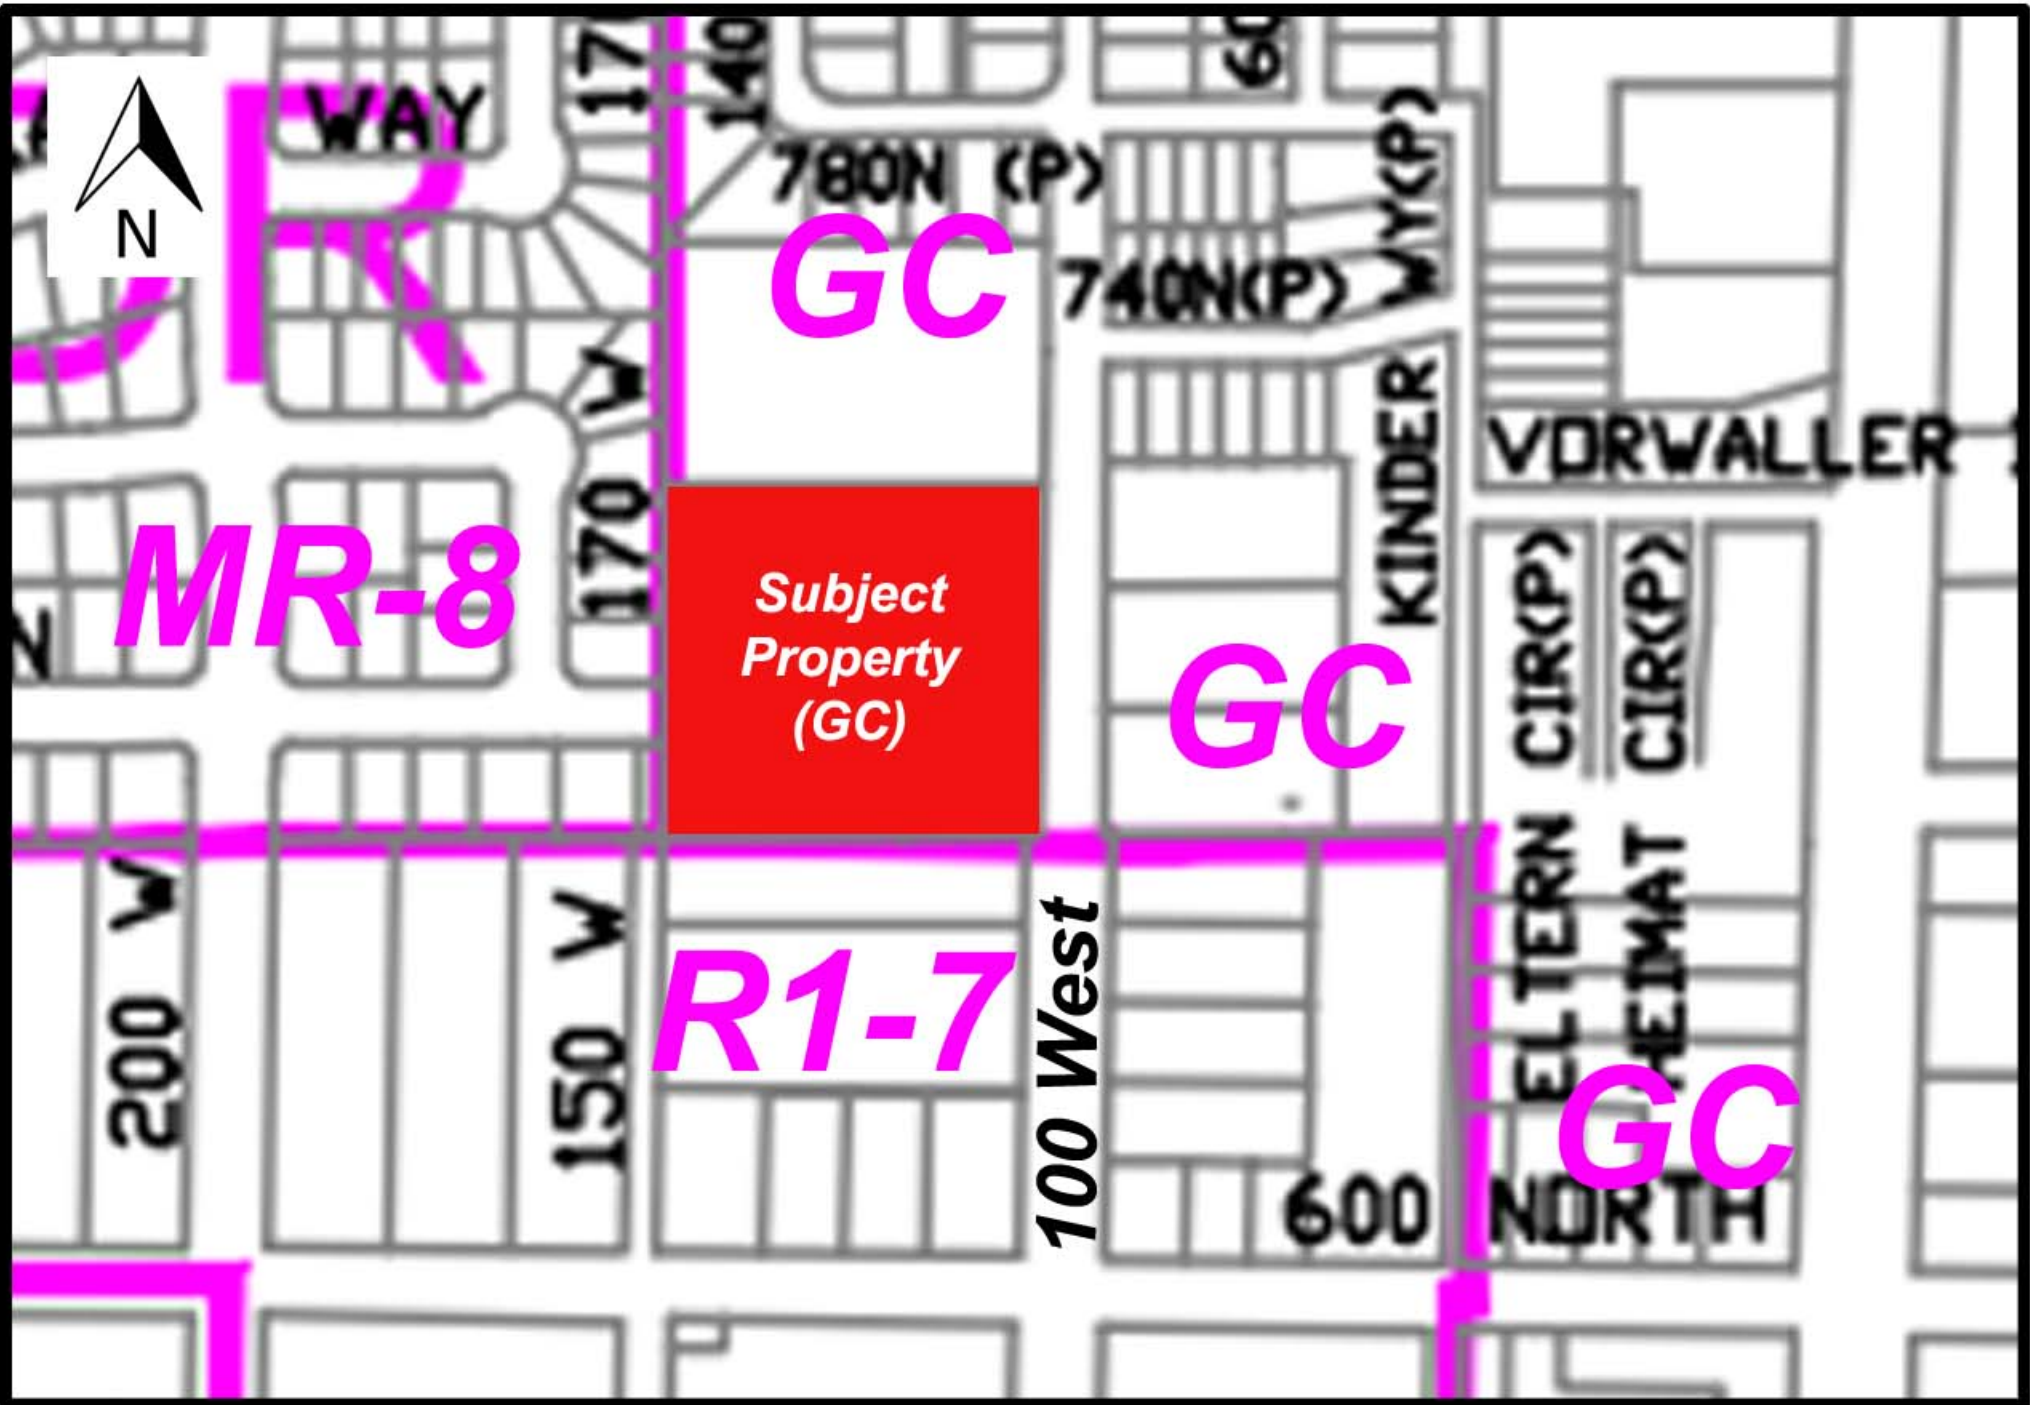 WAY
N
170
140
60
780N (P)
GC
740N(P)
WY(P)
KINDER
R
170 W
VORWALLER
MR-8
N
Subject
Property
(GC)
GC
ELTERN CIR(P)
HEIMAT CIR(P)
200 W
150 W
R1-7
100 West
GC
600 NORTH